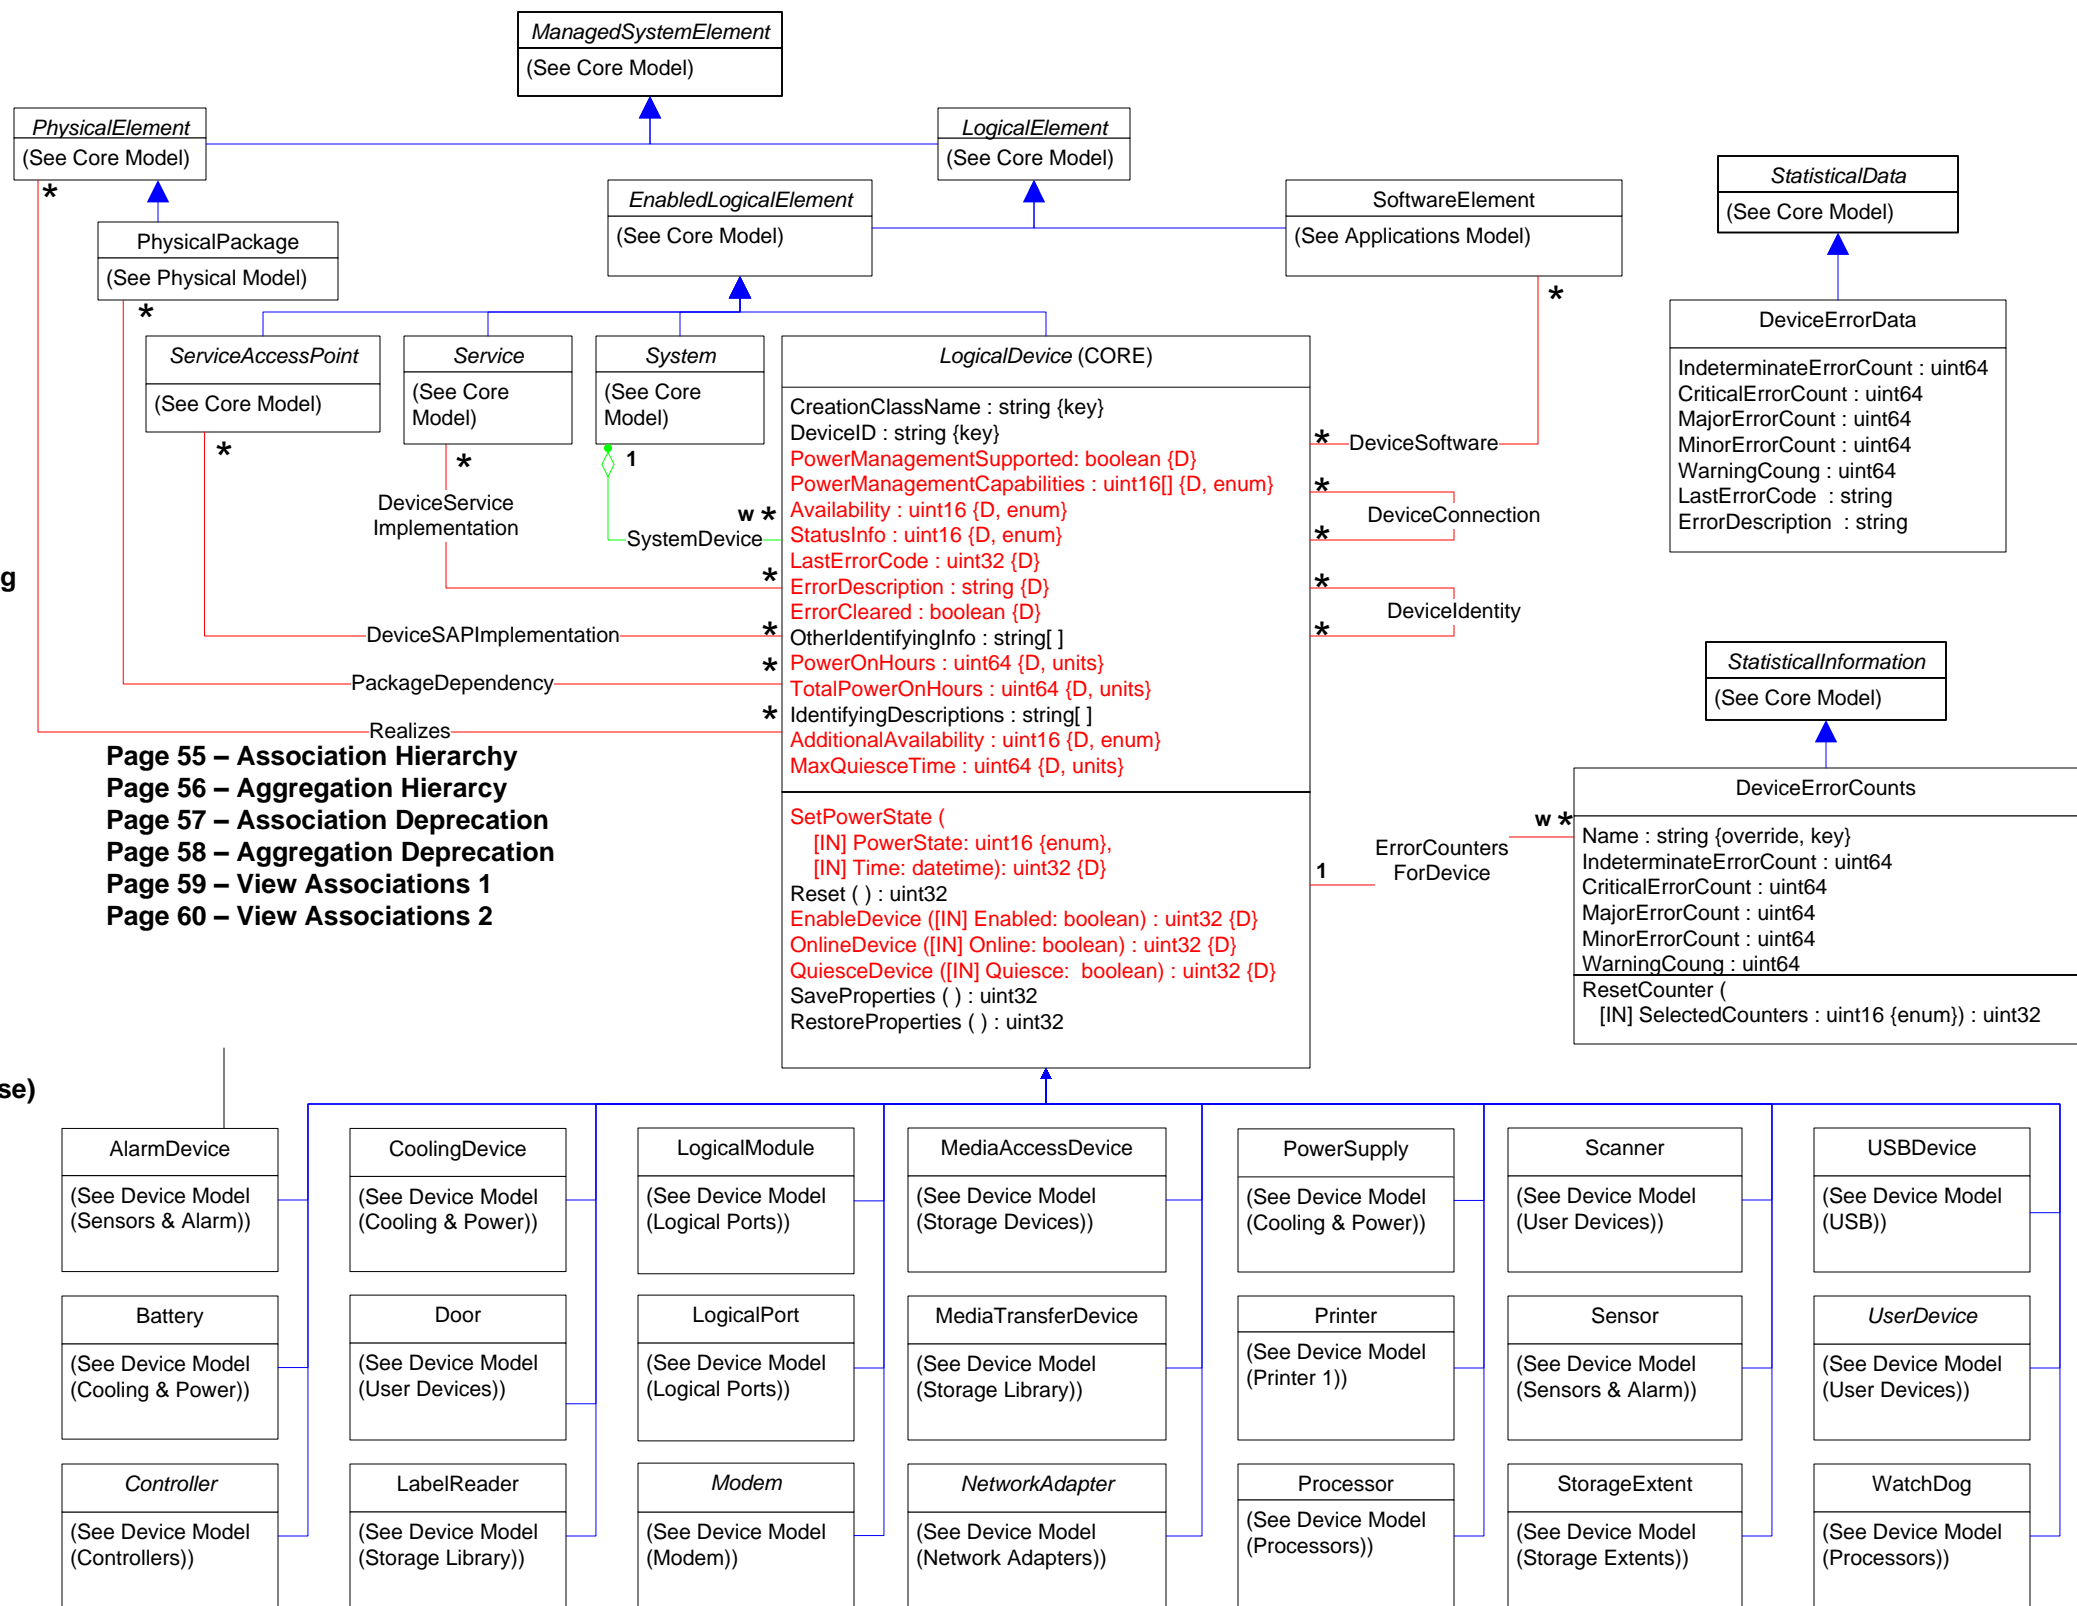 ManagedSystemElement
(See Core Model)
PhysicalElement
(See Core Model)
LogicalElement
(See Core Model)
StatisticalData
(See Core Model)
EnabledLogicalElement
(See Core Model)
SoftwareElement
(See Applications Model)
*
PhysicalPackage
(See Physical Model)
*
*
DeviceErrorData
IndeterminateErrorCount : uint64
CriticalErrorCount : uint64
MajorErrorCount : uint64
MinorErrorCount : uint64
WarningCoung : uint64
LastErrorCode : string
ErrorDescription : string
ServiceAccessPoint
(See Core Model)
*
Service
(See Core
Model)
*
System
(See Core
Model)
1
LogicalDevice (CORE)
CreationClassName : string {key}
DeviceID : string {key}
PowerManagementSupported: boolean {D}
PowerManagementCapabilities : uint16[] {D, enum}
Availability : uint16 {D, enum}
StatusInfo : uint16 {D, enum}
LastErrorCode : uint32 {D}
ErrorDescription : string {D}
ErrorCleared : boolean {D}
OtherIdentifyingInfo : string[ ]
PowerOnHours : uint64 {D, units}
TotalPowerOnHours : uint64 {D, units}
IdentifyingDescriptions : string[ ]
AdditionalAvailability : uint16 {D, enum}
MaxQuiesceTime : uint64 {D, units}
SetPowerState (
[IN] PowerState: uint16 {enum},
[IN] Time: datetime): uint32 {D}
Reset ( ) : uint32
EnableDevice ([IN] Enabled: boolean) : uint32 {D}
OnlineDevice ([IN] Online: boolean) : uint32 {D}
QuiesceDevice ([IN] Quiesce: boolean) : uint32 {D}
SaveProperties ( ) : uint32
RestoreProperties ( ) : uint32
* DeviceSoftware
*
DeviceConnection
*
*
DeviceIdentity
*
DeviceService
Implementation
w *
SystemDevice
*
g
DeviceSAPImplementation *
*
PackageDependency
*
Realizes
StatisticalInformation
(See Core Model)
Page 55 – Association Hierarchy
Page 56 – Aggregation Hierarcy
Page 57 – Association Deprecation
Page 58 – Aggregation Deprecation
Page 59 – View Associations 1
Page 60 – View Associations 2
w *
ErrorCounters
ForDevice
1
DeviceErrorCounts
Name : string {override, key}
IndeterminateErrorCount : uint64
CriticalErrorCount : uint64
MajorErrorCount : uint64
MinorErrorCount : uint64
WarningCoung : uint64
ResetCounter (
[IN] SelectedCounters : uint16 {enum}) : uint32
se)
AlarmDevice
(See Device Model
(Sensors & Alarm))
CoolingDevice
(See Device Model
(Cooling & Power))
LogicalModule
(See Device Model
(Logical Ports))
MediaAccessDevice
(See Device Model
(Storage Devices))
PowerSupply
(See Device Model
(Cooling & Power))
Scanner
(See Device Model
(User Devices))
USBDevice
(See Device Model
(USB))
Battery
(See Device Model
(Cooling & Power))
Door
(See Device Model
(User Devices))
LogicalPort
(See Device Model
(Logical Ports))
MediaTransferDevice
(See Device Model
(Storage Library))
Printer
(See Device Model
(Printer 1))
Sensor
(See Device Model
(Sensors & Alarm))
UserDevice
(See Device Model
(User Devices))
Controller
(See Device Model
(Controllers))
LabelReader
(See Device Model
(Storage Library))
Modem
(See Device Model
(Modem))
NetworkAdapter
(See Device Model
(Network Adapters))
Processor
(See Device Model
(Processors))
StorageExtent
(See Device Model
(Storage Extents))
WatchDog
(See Device Model
(Processors))